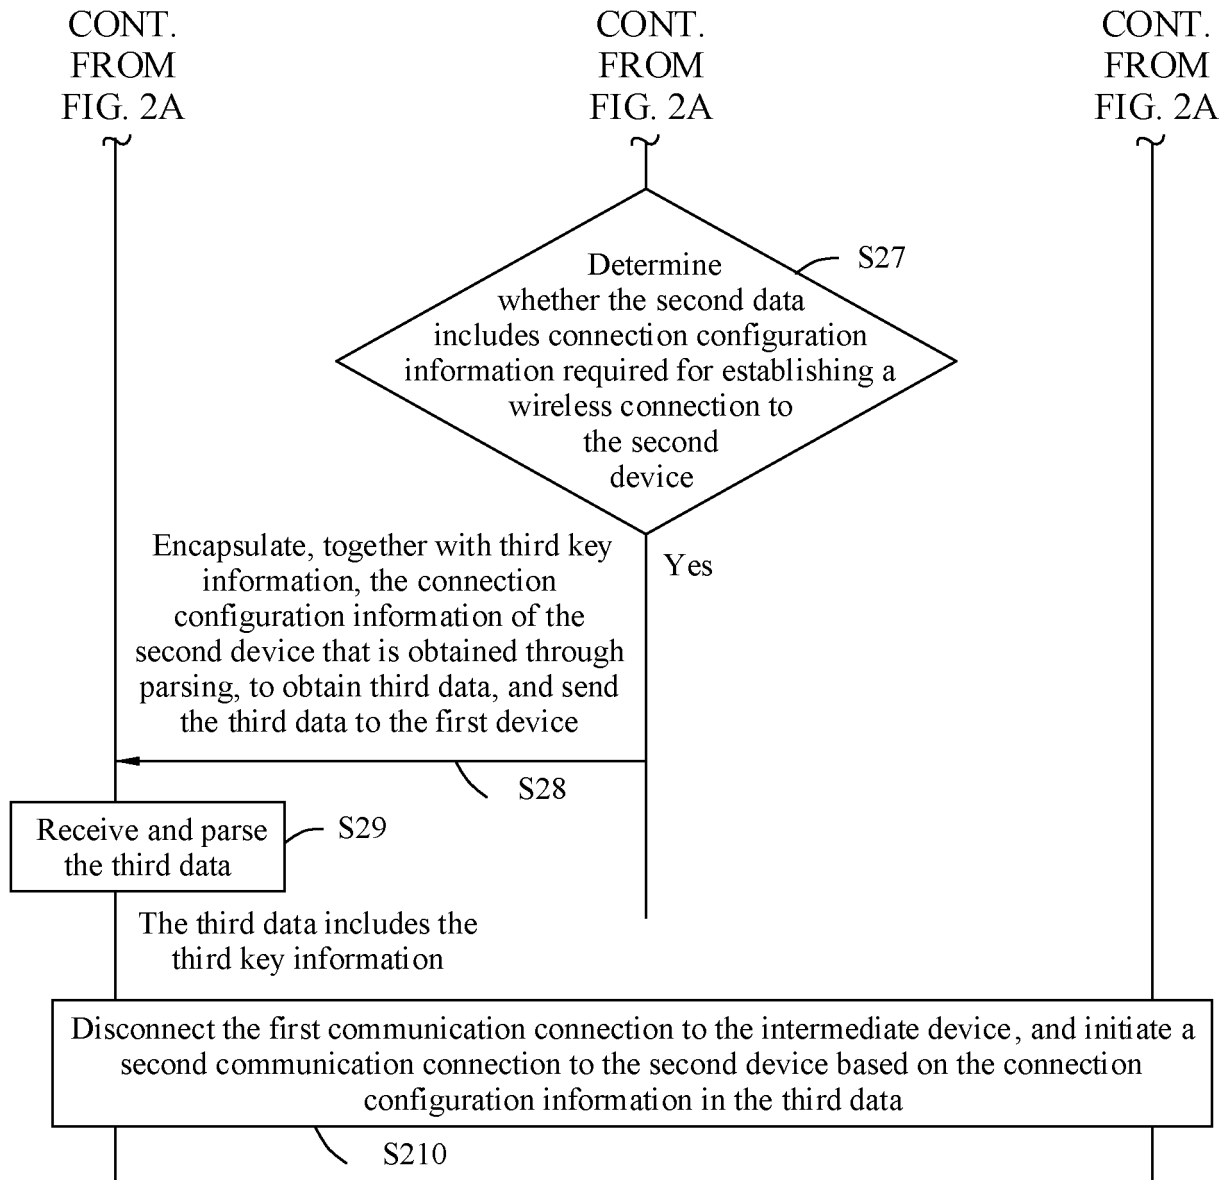 CONT.
FROM
FIG. 2A
CONT.
FROM
FIG. 2A
CONT.
FROM
FIG. 2A
Determine
whether the second data
includes connection configuration
information required for establishing a
wireless connection to
the second
device
S27
Yes
Encapsulate, together with third key
information, the connection
configuration information of the
second device that is obtained through
parsing, to obtain third data, and send
the third data to the first device
S28
Receive and parse
the third data
S29
The third data includes the
third key information
Disconnect the first communication connection to the intermediate device, and initiate a
second communication connection to the second device based on the connection
configuration information in the third data
S210